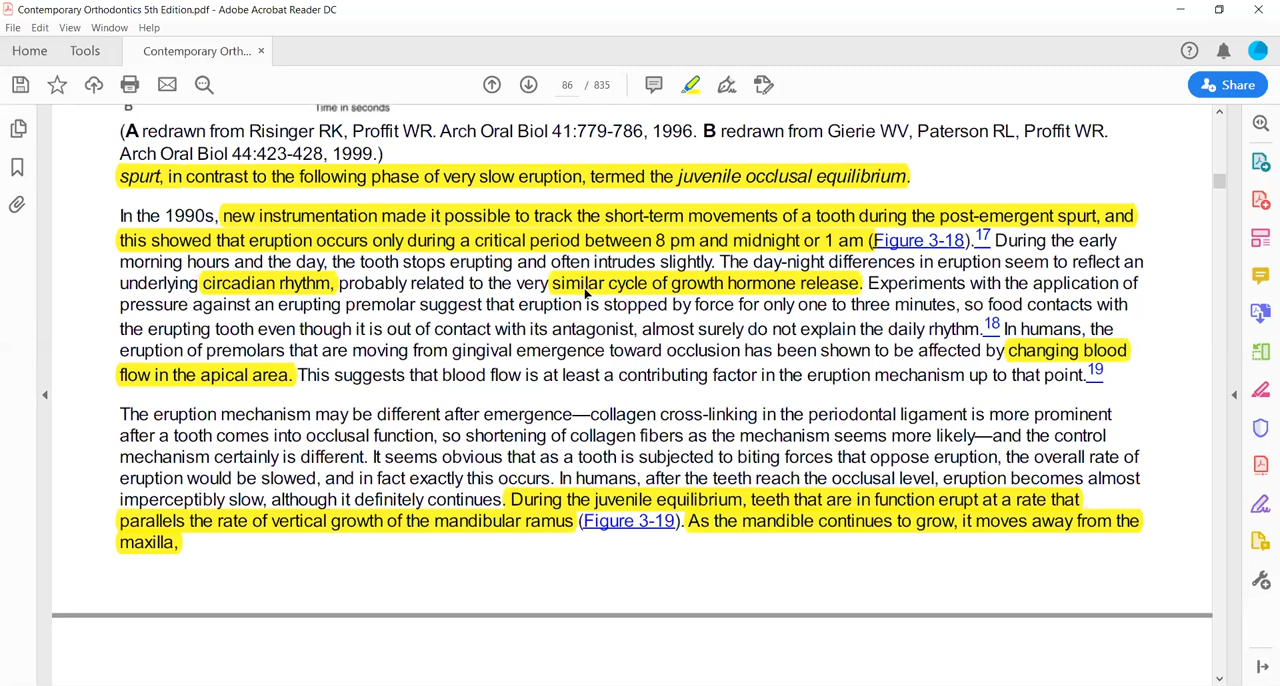 Contemporary Orthodontics 5th Edition.pdf - Adobe Acrobat Reader DC
File Edit View Window Help
Home Tools Contemporary Orth... ×
86 / 835 Share
B Time in seconds
(A redrawn from Risinger RK, Proffit WR. Arch Oral Biol 41:779-786, 1996. B redrawn from Gierie WV, Paterson RL, Proffit WR.
Arch Oral Biol 44:423-428, 1999.)
spurt, in contrast to the following phase of very slow eruption, termed the juvenile occlusal equilibrium.
In the 1990s, new instrumentation made it possible to track the short-term movements of a tooth during the post-emergent spurt, and
this showed that eruption occurs only during a critical period between 8 pm and midnight or 1 am (Figure 3-18).17 During the early
morning hours and the day, the tooth stops erupting and often intrudes slightly. The day-night differences in eruption seem to reflect an
underlying circadian rhythm, probably related to the very similar cycle of growth hormone release. Experiments with the application of
pressure against an erupting premolar suggest that eruption is stopped by force for only one to three minutes, so food contacts with
the erupting tooth even though it is out of contact with its antagonist, almost surely do not explain the daily rhythm.18 In humans, the
eruption of premolars that are moving from gingival emergence toward occlusion has been shown to be affected by changing blood
flow in the apical area. This suggests that blood flow is at least a contributing factor in the eruption mechanism up to that point.19
The eruption mechanism may be different after emergence—collagen cross-linking in the periodontal ligament is more prominent
after a tooth comes into occlusal function, so shortening of collagen fibers as the mechanism seems more likely—and the control
mechanism certainly is different. It seems obvious that as a tooth is subjected to biting forces that oppose eruption, the overall rate of
eruption would be slowed, and in fact exactly this occurs. In humans, after the teeth reach the occlusal level, eruption becomes almost
imperceptibly slow, although it definitely continues. During the juvenile equilibrium, teeth that are in function erupt at a rate that
parallels the rate of vertical growth of the mandibular ramus (Figure 3-19). As the mandible continues to grow, it moves away from the
maxilla,